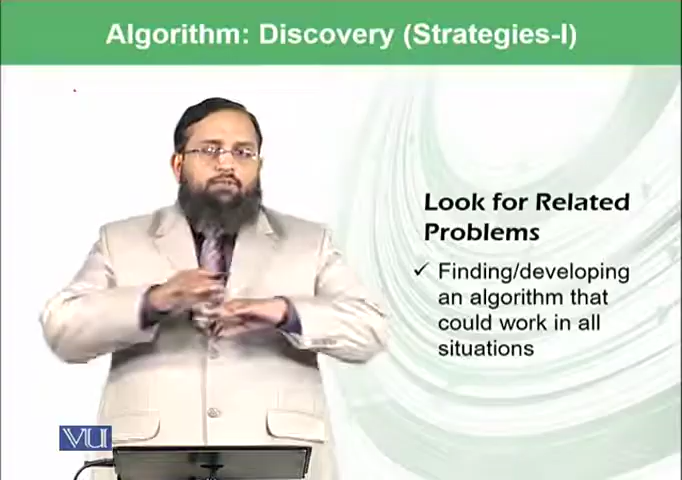 Algorithm: Discovery (Strategies-I)
Look for Related
Problems
✓ Finding/developing
an algorithm that
could work in all
situations
VU